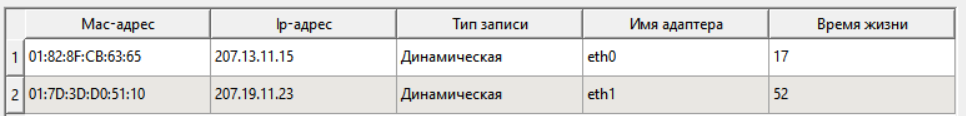 Mac-адрес Ip-адрес Тип записи Имя адаптера Время жизни
1 01:82:8F:CB:63:65 207.13.11.15 Динамическая eth0 17
2 01:7D:3D:D0:51:10 207.19.11.23 Динамическая eth1 52